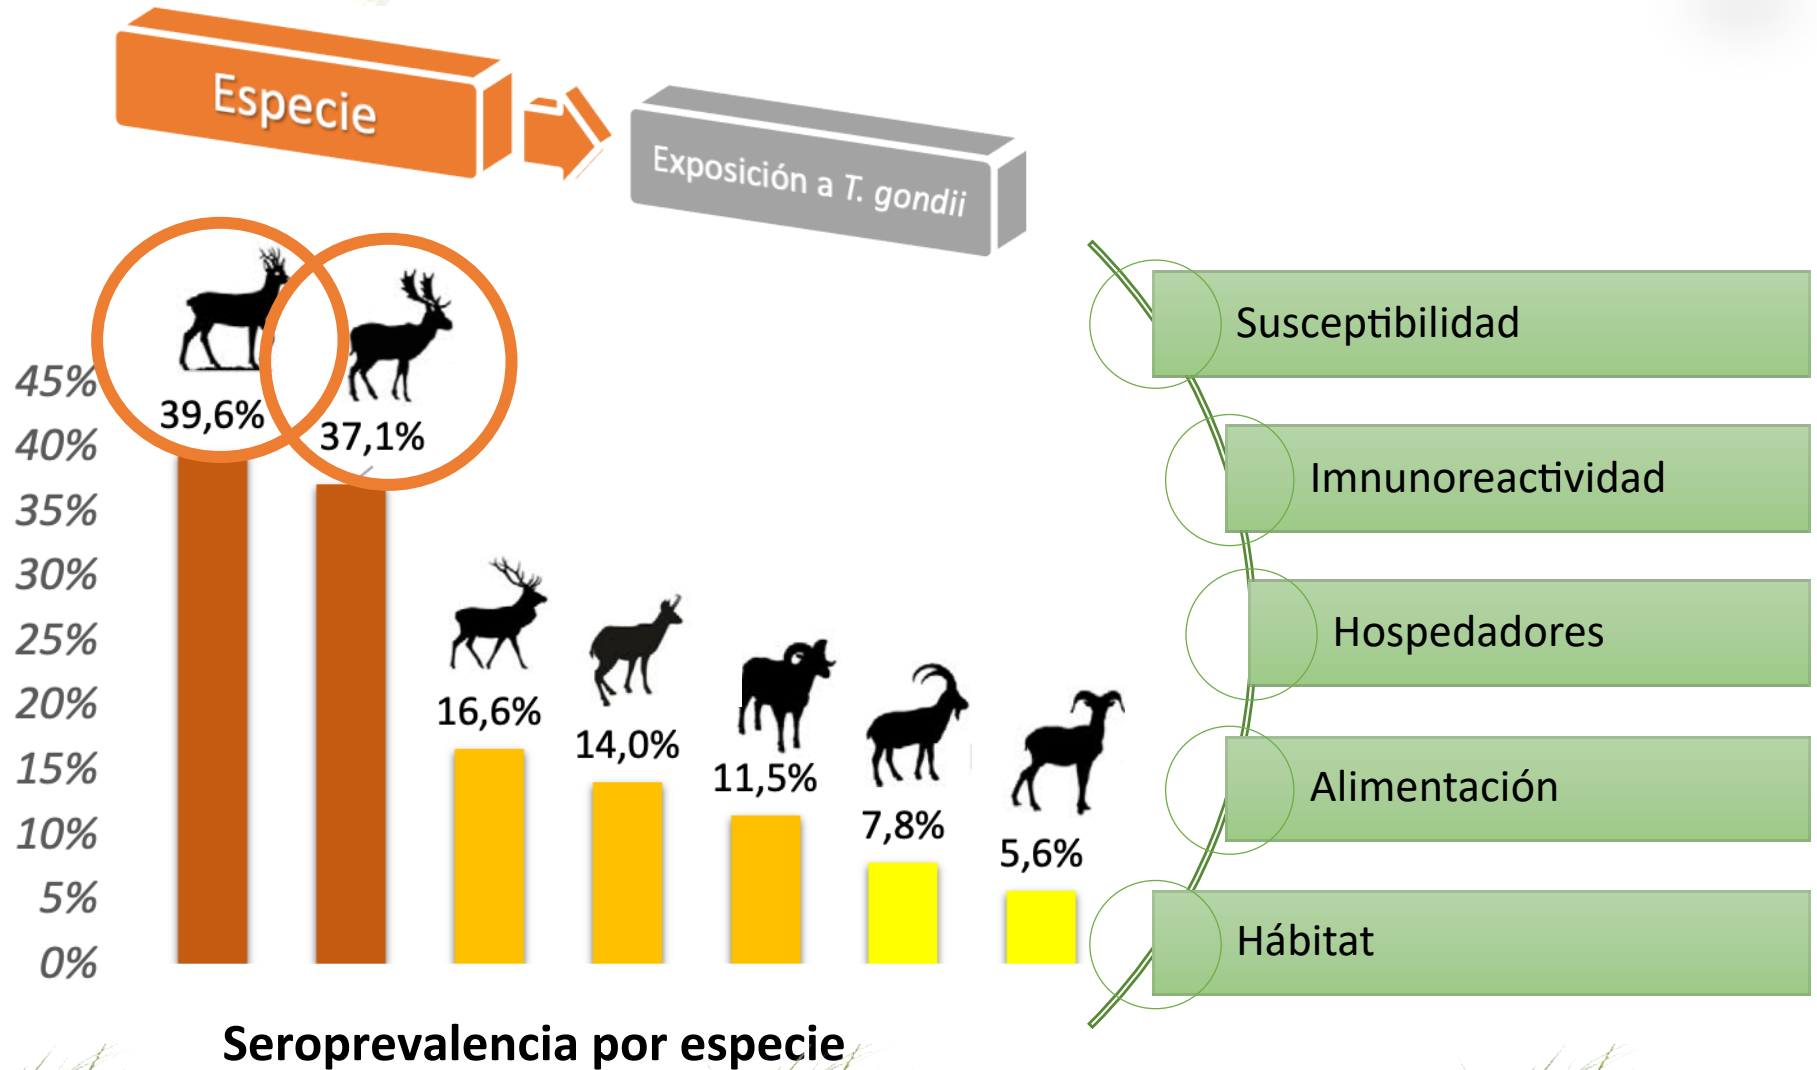 Especie
Exposición a T. gondii
45%
40%
35%
30%
25%
20%
15%
10%
5%
0%
39,6%
37,1%
16,6%
14,0%
11,5%
7,8%
5,6%
Seroprevalencia por especie
Susceptibilidad
Imnunoreactividad
Hospedadores
Alimentación
Hábitat